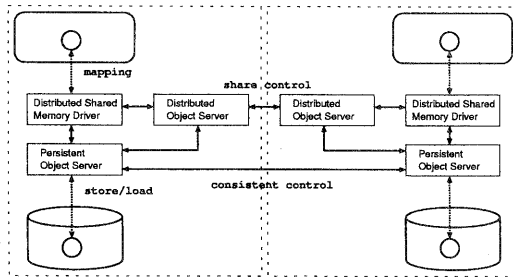 mapping
share control
Distributed Shared
Memory Driver
Distributed
Object Server
Distributed
Object Server
Distributed Shared
Memory Driver
Persistent
Object Server
Persistent
Object Server
store/load
consistent control